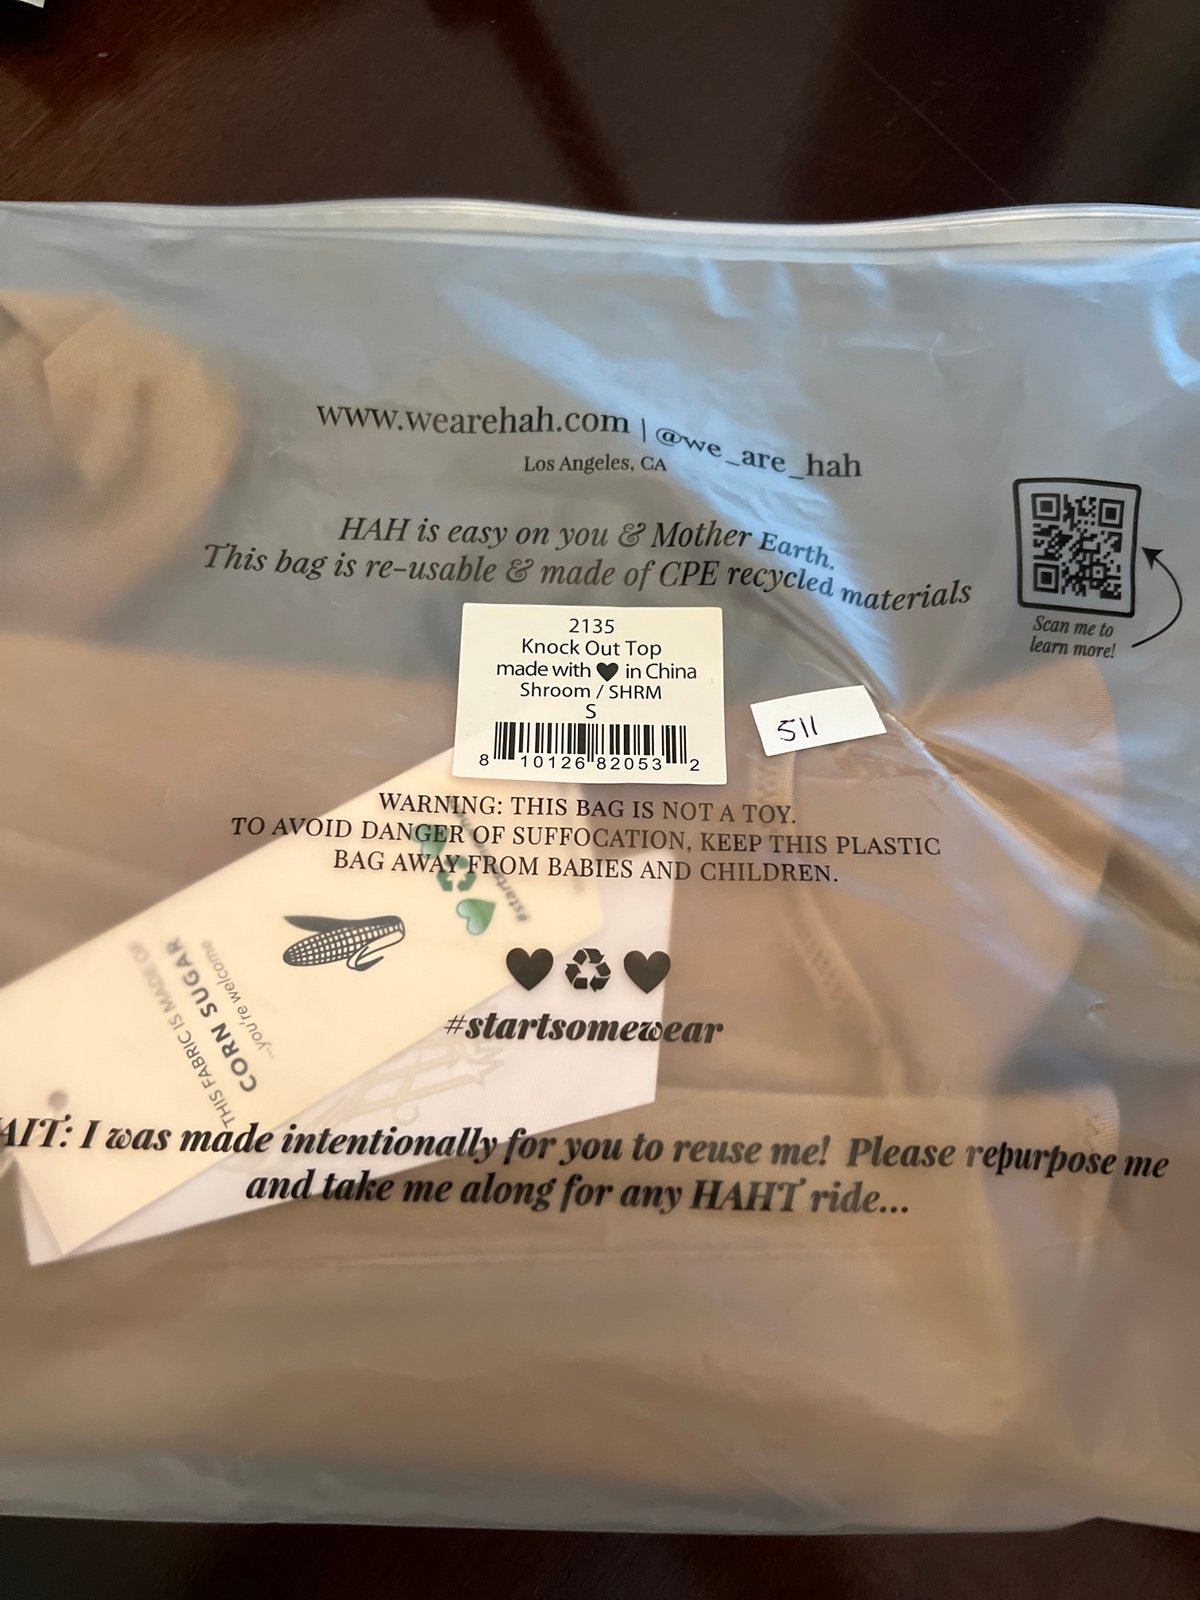 www.wearehah.com | @we_are_hah
Los Angeles, CA
HAH is easy on you & Mother Earth.
This bag is re-usable & made of CPE recycled materials
Scan me to
learn more!
2135
Knock Out Top
made with ♥ in China
Shroom / SHRM
S
8 10126 82053 2
511
WARNING: THIS BAG IS NOT A TOY.
TO AVOID DANGER OF SUFFOCATION, KEEP THIS PLASTIC
BAG AWAY FROM BABIES AND CHILDREN.
THIS FABRIC IS MADE OF
CORN SUGAR
...you're welcome
#startsomewear
AIT: I was made intentionally for you to reuse me! Please repurpose me
and take me along for any HAHT ride...